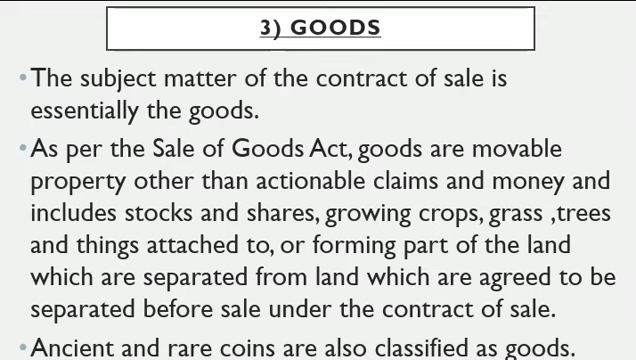 3) GOODS
• The subject matter of the contract of sale is
essentially the goods.
• As per the Sale of Goods Act, goods are movable
property other than actionable claims and money and
includes stocks and shares, growing crops, grass ,trees
and things attached to, or forming part of the land
which are separated from land which are agreed to be
separated before sale under the contract of sale.
• Ancient and rare coins are also classified as goods.